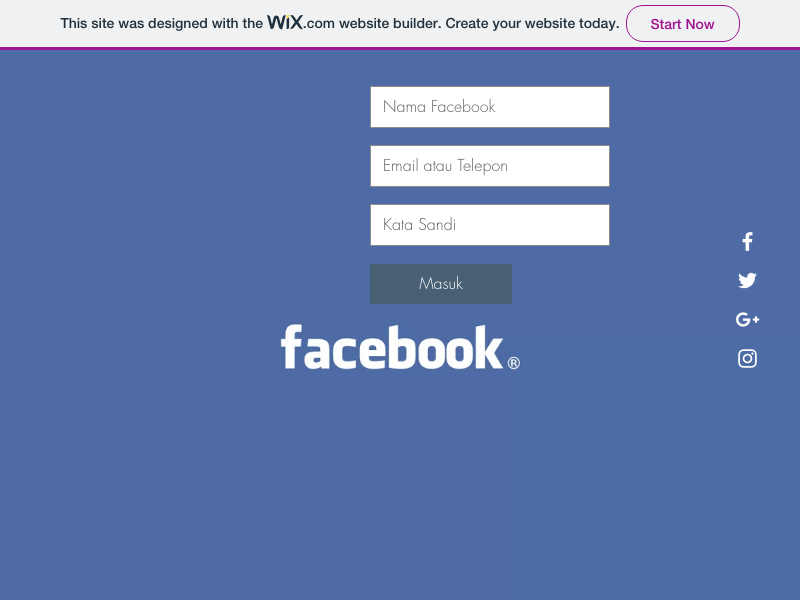 This site was designed with the WiX.com website builder. Create your website today. Start Now
Nama Facebook
Email atau Telepon
Kata Sandi
Masuk
facebook®